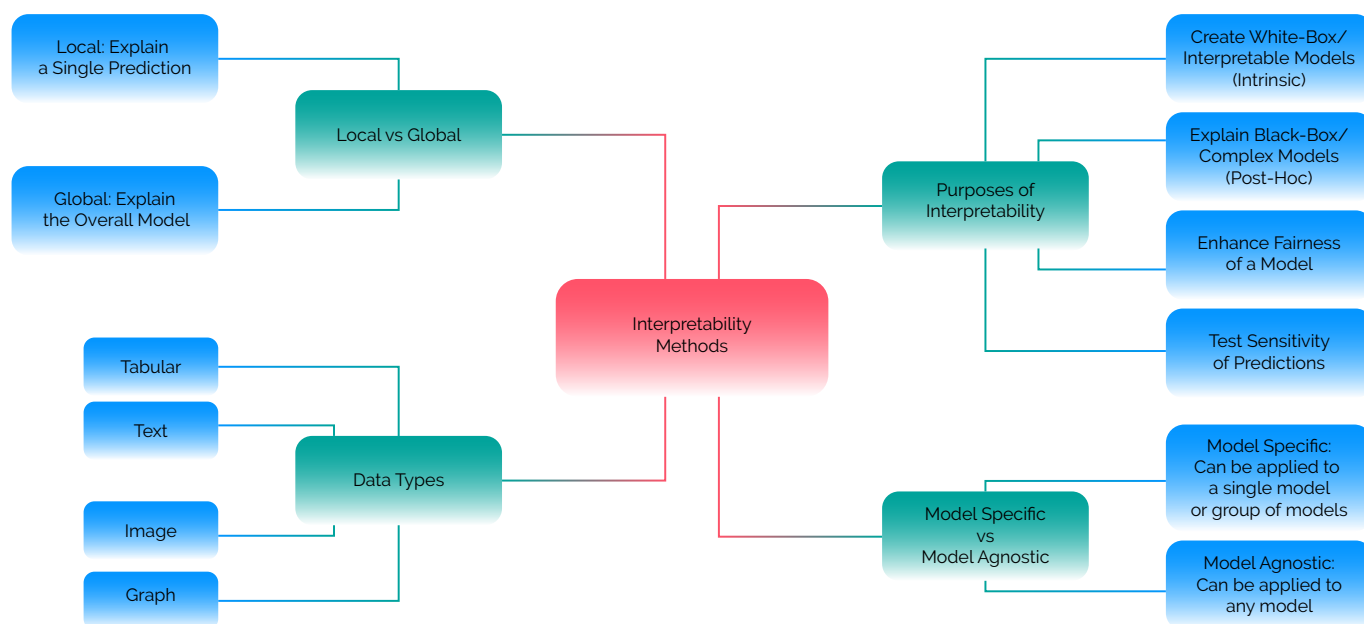 Local: Explain
a Single Prediction
Local vs Global
Global: Explain
the Overall Model
Tabular
Text
Data Types
Image
Graph
Interpretability
Methods
Create White-Box/
Interpretable Models
(Intrinsic)
Explain Black-Box/
Complex Models
(Post-Hoc)
Purposes of
Interpretability
Enhance Fairness
of a Model
Test Sensitivity
of Predictions
Model Specific:
Can be applied to
a single model
or group of models
Model Specific
vs
Model Agnostic
Model Agnostic:
Can be applied to
any model